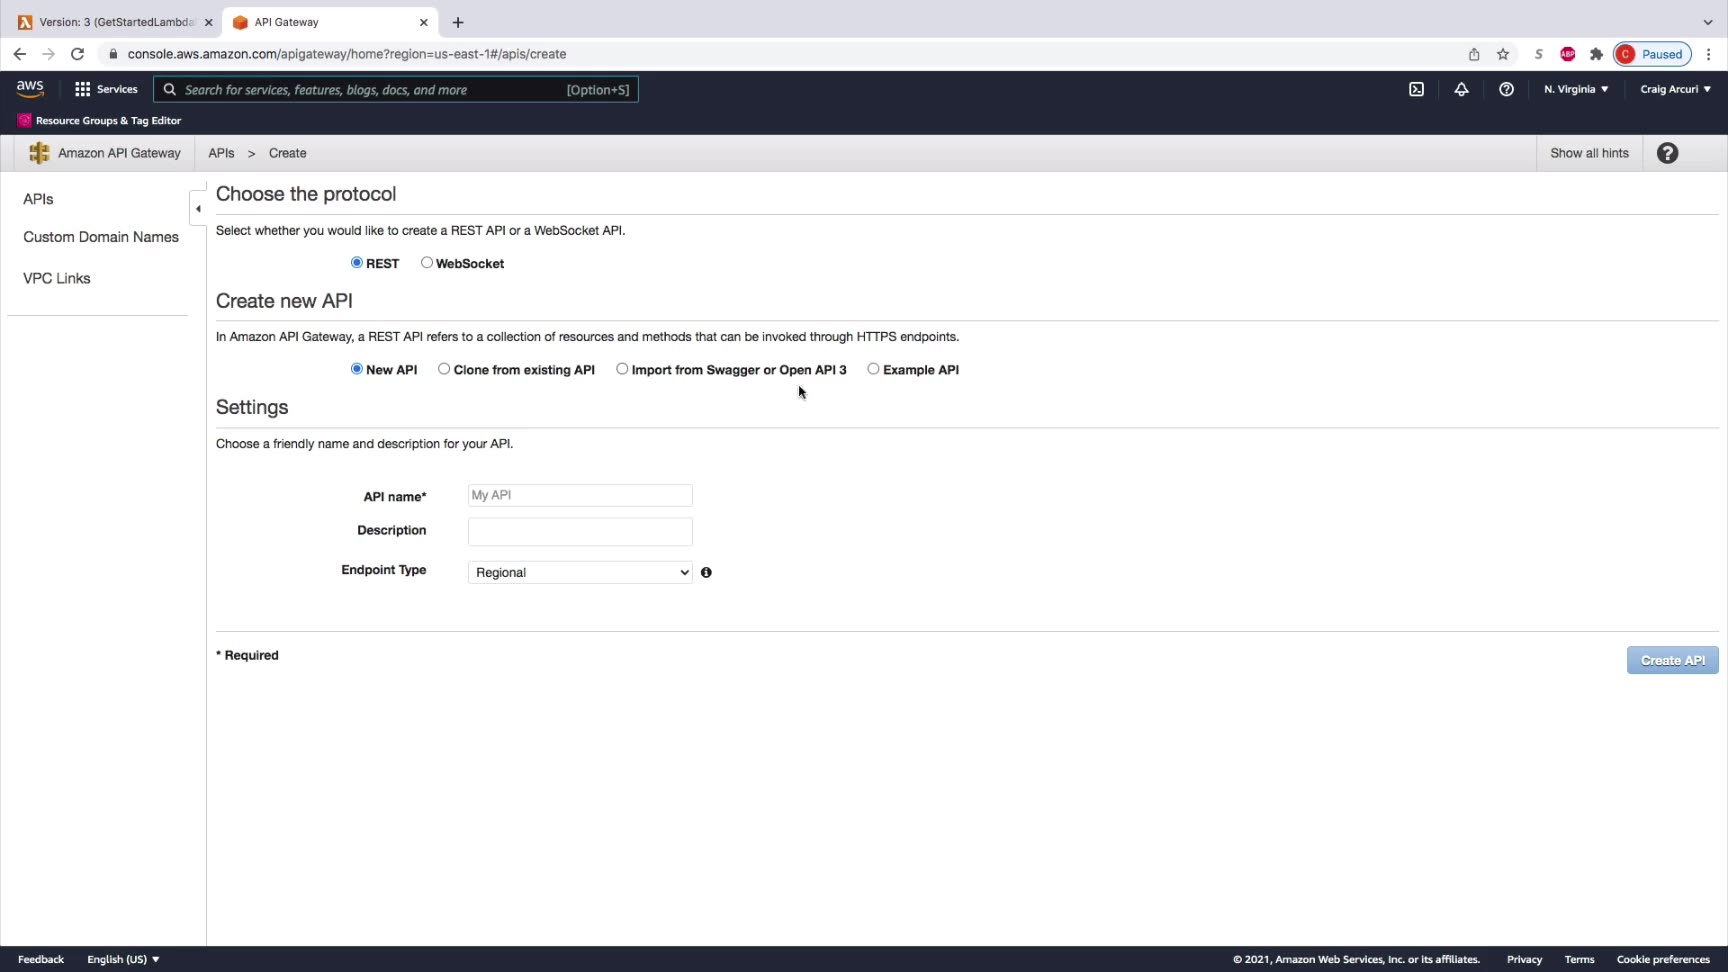 Version: 3 (GetStartedLambda
API Gateway
console.aws.amazon.com/apigateway/home?region=us-east-1#/apis/create
S
ABP
C Paused
aws
Services
Search for services, features, blogs, docs, and more [Option+S]
N. Virginia
Craig Arcuri
Resource Groups & Tag Editor
Amazon API Gateway
APIs > Create
Show all hints
APIs
Custom Domain Names
VPC Links
Choose the protocol
Select whether you would like to create a REST API or a WebSocket API.
REST WebSocket
Create new API
In Amazon API Gateway, a REST API refers to a collection of resources and methods that can be invoked through HTTPS endpoints.
New API Clone from existing API Import from Swagger or Open API 3 Example API
Settings
Choose a friendly name and description for your API.
API name* My API
Description
Endpoint Type Regional
* Required
Create API
Feedback English (US) © 2021, Amazon Web Services, Inc. or its affiliates. Privacy Terms Cookie preferences